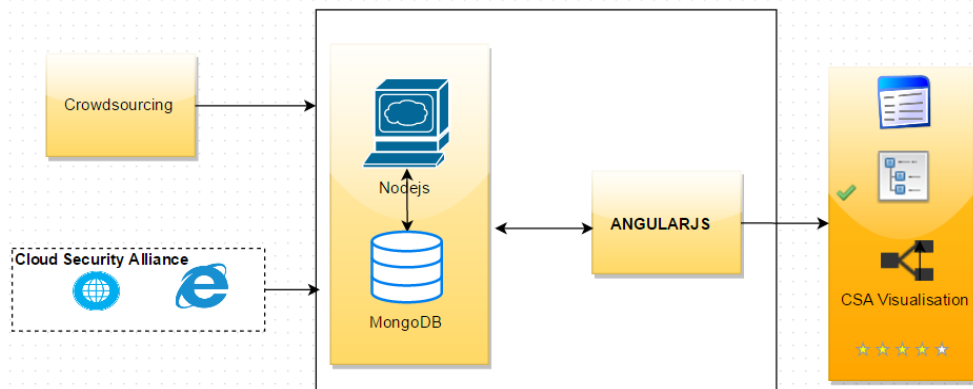 Crowdsourcing
Cloud Security Alliance
Nodejs
MongoDB
ANGULARJS
CSA Visualisation